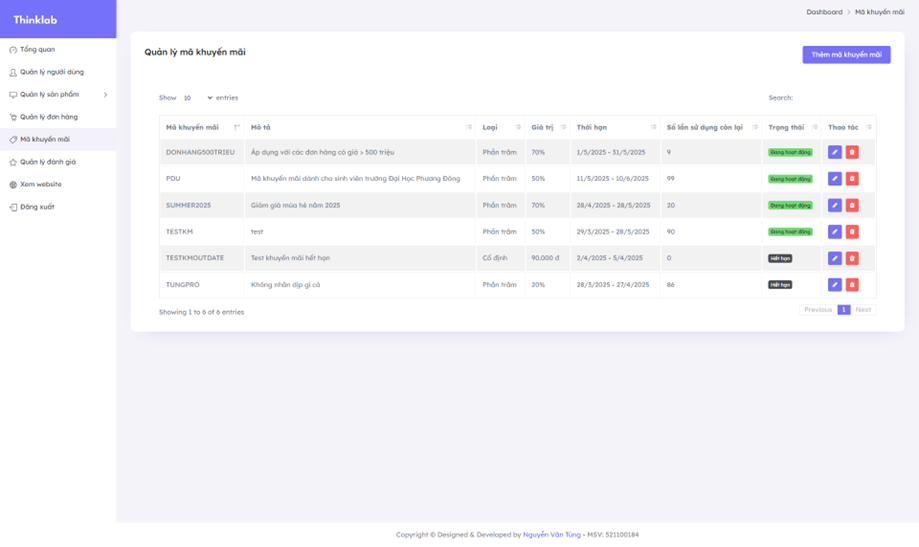 Thinklab
Dashboard > Mã khuyến mãi
Tổng quan
Quản lý người dùng
Quản lý sản phẩm
Quản lý đơn hàng
Mã khuyến mãi
Quản lý đánh giá
Xem website
Đăng xuất
Quản lý mã khuyến mãi
Thêm mã khuyến mãi
Show 10 entries
Search:
Mã khuyến mãi Mô tả Loại Giá trị Thời hạn Số lần sử dụng còn lại Trạng thái Thao tác
DONHANG500TRIEU Áp dụng với các đơn hàng có giá > 500 triệu Phần trăm 70% 1/5/2025 - 31/5/2025 9 Đang hoạt động
PDU Mã khuyến mãi dành cho sinh viên trường Đại Học Phương Đông Phần trăm 50% 11/5/2025 - 10/6/2025 99 Đang hoạt động
SUMMER2025 Giảm giá mùa hè năm 2025 Phần trăm 70% 28/4/2025 - 28/5/2025 20 Đang hoạt động
TESTKM test Phần trăm 50% 29/3/2025 - 28/5/2025 90 Đang hoạt động
TESTKMOUTDATE Test khuyến mãi hết hạn Cố định 90.000 đ 2/4/2025 - 5/4/2025 0 Hết hạn
TUNGPRO Không nhân dịp gì cả Phần trăm 20% 28/3/2025 - 27/4/2025 86 Hết hạn
Showing 1 to 6 of 6 entries
Previous 1 Next
Copyright © Designed & Developed by Nguyễn Văn Tùng - MSV: 521100184